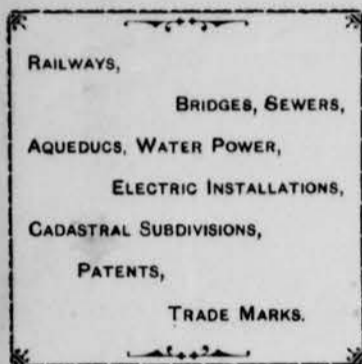 RAILWAYS,
BRIDGES, SEWERS,
AQUEDUCS, WATER POWER,
ELECTRIC INSTALLATIONS,
CADASTRAL SUBDIVISIONS,
PATENTS,
TRADE MARKS.